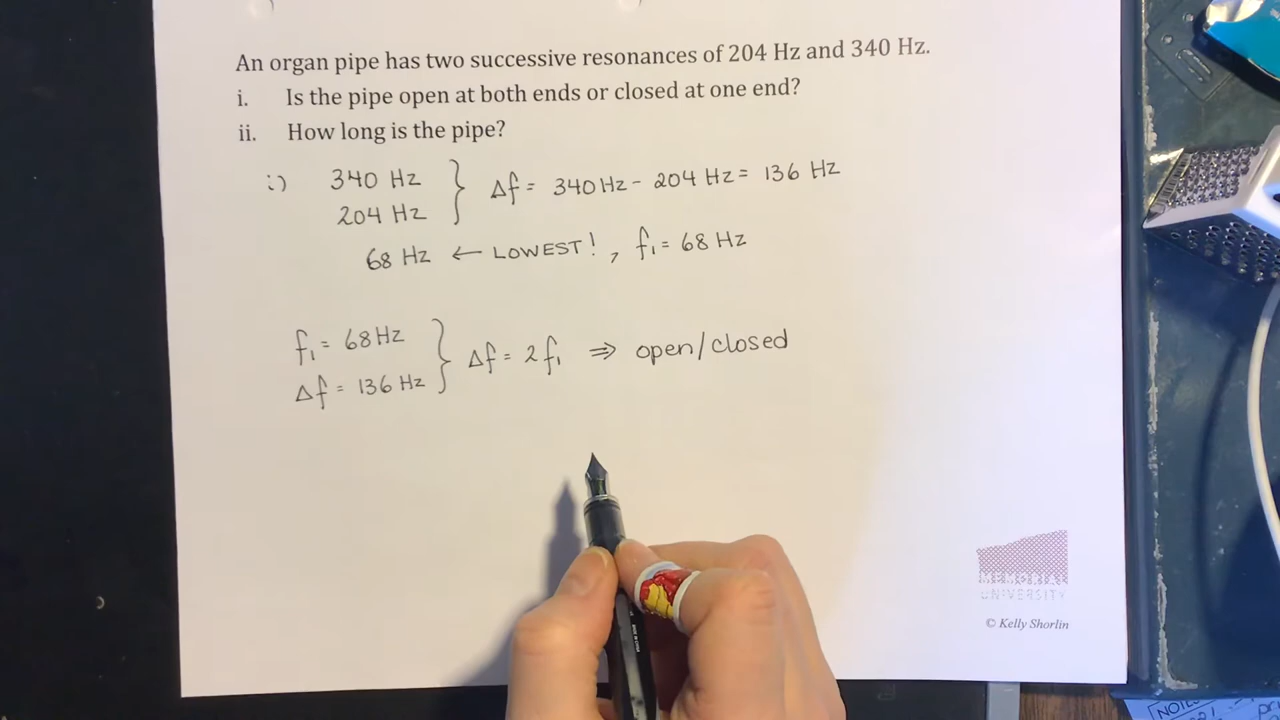 An organ pipe has two successive resonances of 204 Hz and 340 Hz.
i. Is the pipe open at both ends or closed at one end?
ii. How long is the pipe?
i) 340 Hz } Δf = 340 Hz - 204 Hz = 136 Hz
204 Hz
68 Hz ← LOWEST! , f₁ = 68 Hz
f₁ = 68 Hz } Δf = 2 f₁ ⇒ open/closed
Δf = 136 Hz
MEMORIAL
UNIVERSITY
© Kelly Shorlin